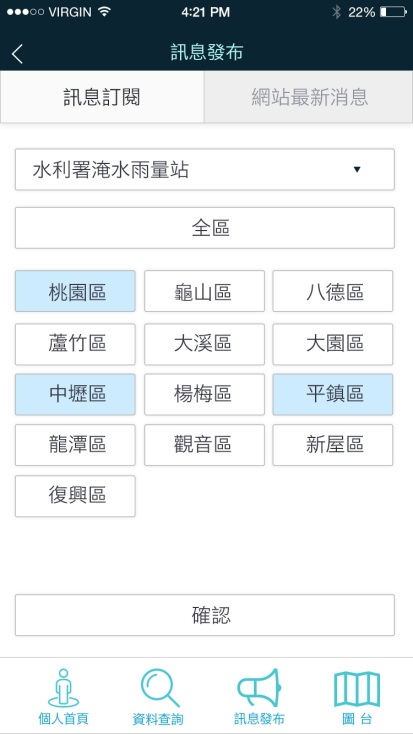 VIRGIN 4:21 PM 22%
訊息發布
訊息訂閱 網站最新消息
水利署淹水雨量站
全區
桃園區 龜山區 八德區
蘆竹區 大溪區 大園區
中壢區 楊梅區 平鎮區
龍潭區 觀音區 新屋區
復興區
確認
個人首頁 資料查詢 訊息發布 圖 台